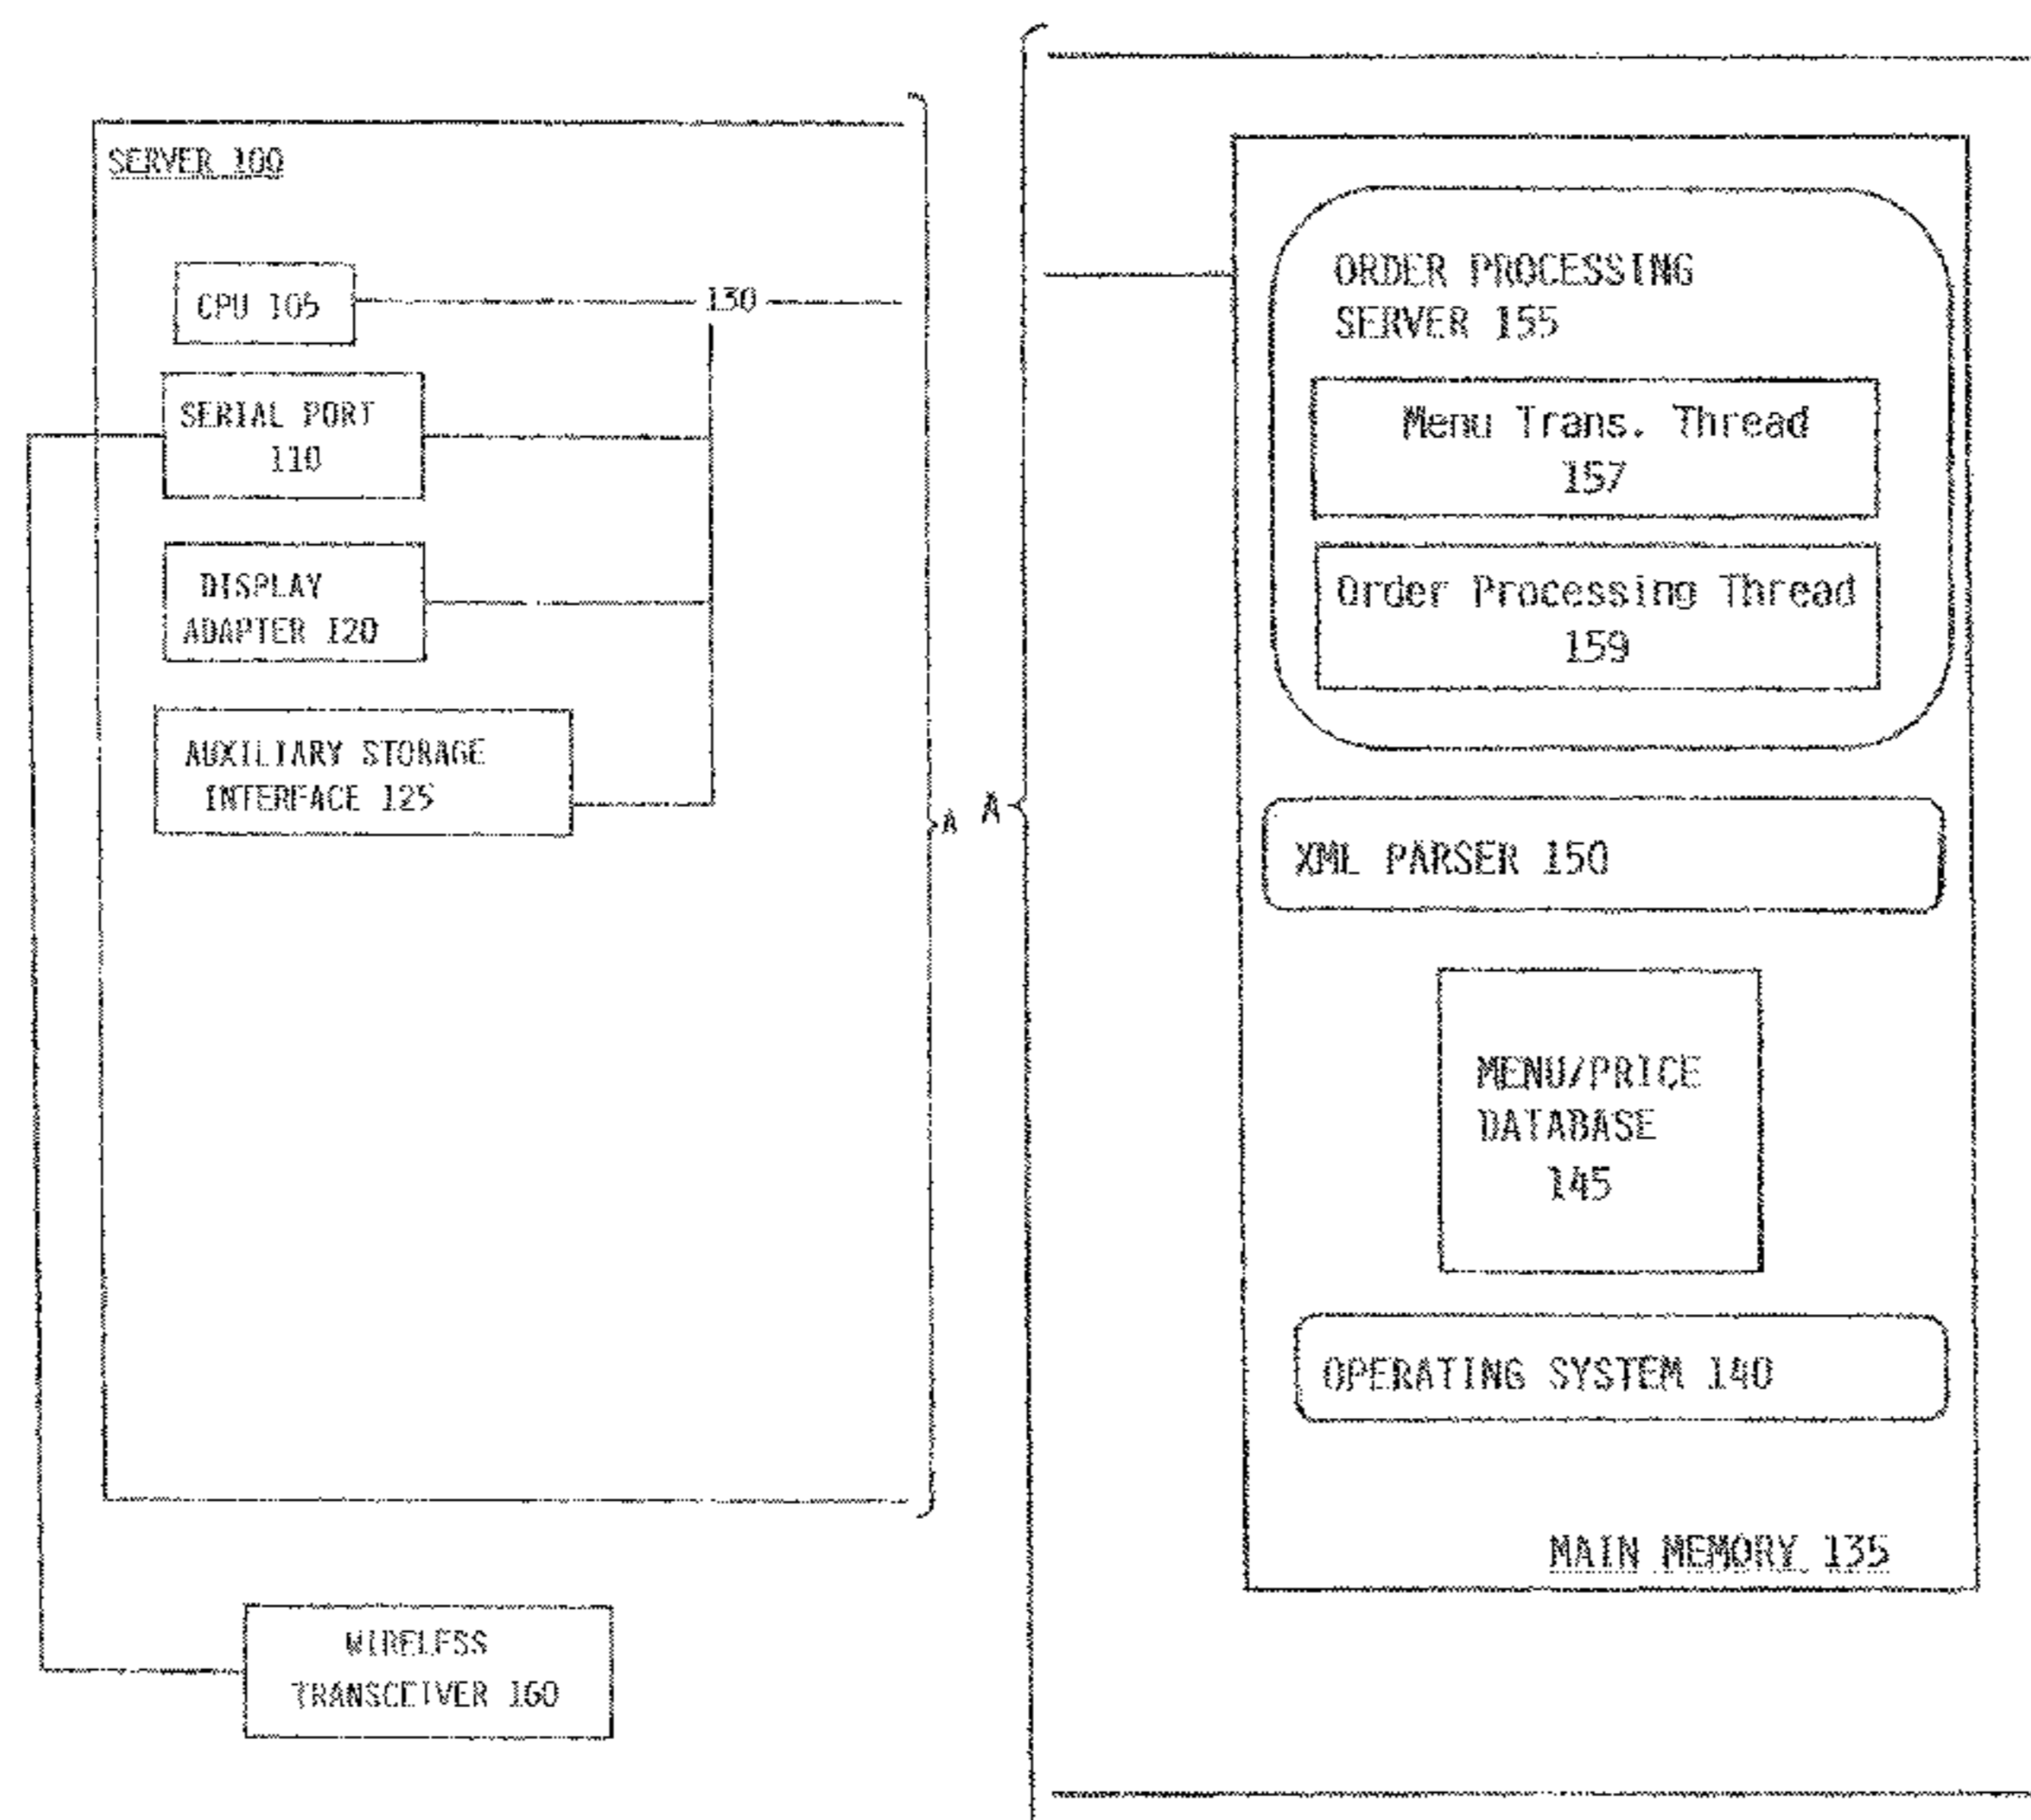 SERVER 100
CPU 105
130
SERIAL PORT
110
DISPLAY
ADAPTER 120
AUXILIARY STORAGE
INTERFACE 125
A
WIRELESS
TRANSCEIVER 160
A
ORDER PROCESSING
SERVER 155
Menu Trans. Thread
157
Order Processing Thread
159
XML PARSER 150
MENU/PRICE
DATABASE
145
OPERATING SYSTEM 140
MAIN MEMORY 135